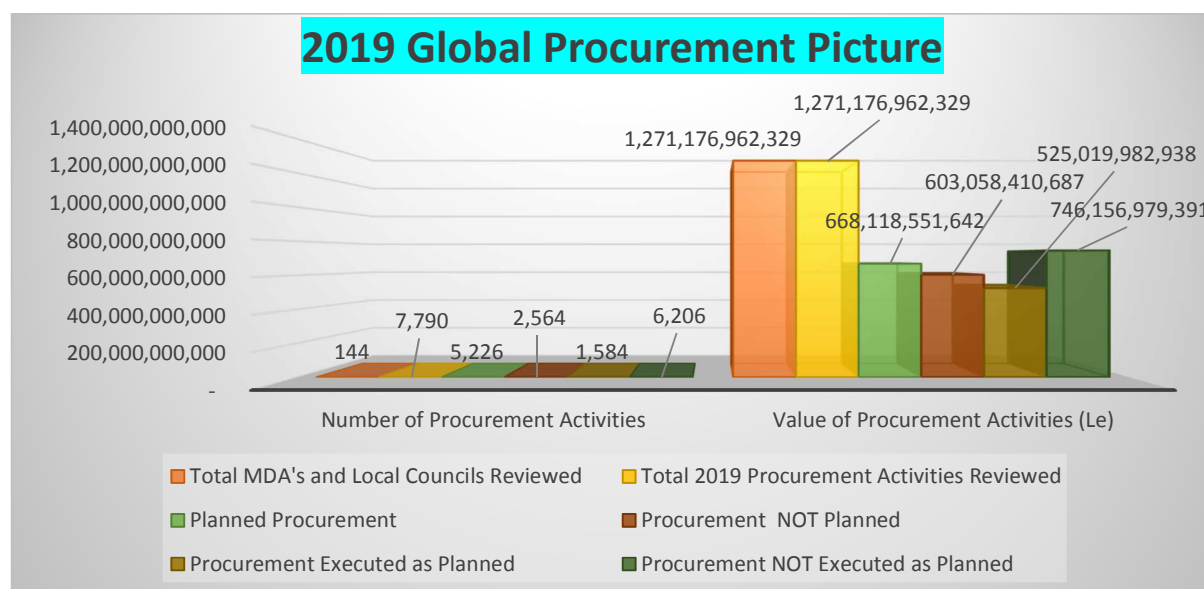 2019 Global Procurement Picture
1,400,000,000,000
1,200,000,000,000
1,000,000,000,000
800,000,000,000
600,000,000,000
400,000,000,000
200,000,000,000
-
144
7,790
5,226
2,564
1,584
6,206
1,271,176,962,329
1,271,176,962,329
668,118,551,642
603,058,410,687
525,019,982,938
746,156,979,391
Number of Procurement Activities
Value of Procurement Activities (Le)
Total MDA's and Local Councils Reviewed
Total 2019 Procurement Activities Reviewed
Planned Procurement
Procurement  NOT Planned
Procurement Executed as Planned
Procurement NOT Executed as Planned